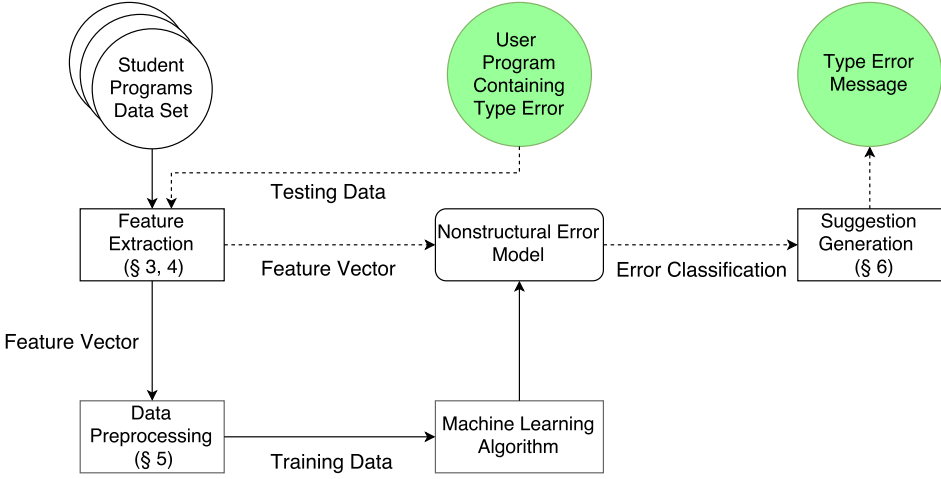 Student
Programs
Data Set
User
Program
Containing
Type Error
Type Error
Message
Testing Data
Feature
Extraction
(§ 3, 4)
Feature Vector
Nonstructural Error
Model
Error Classification
Suggestion
Generation
(§ 6)
Feature Vector
Data
Preprocessing
(§ 5)
Training Data
Machine Learning
Algorithm